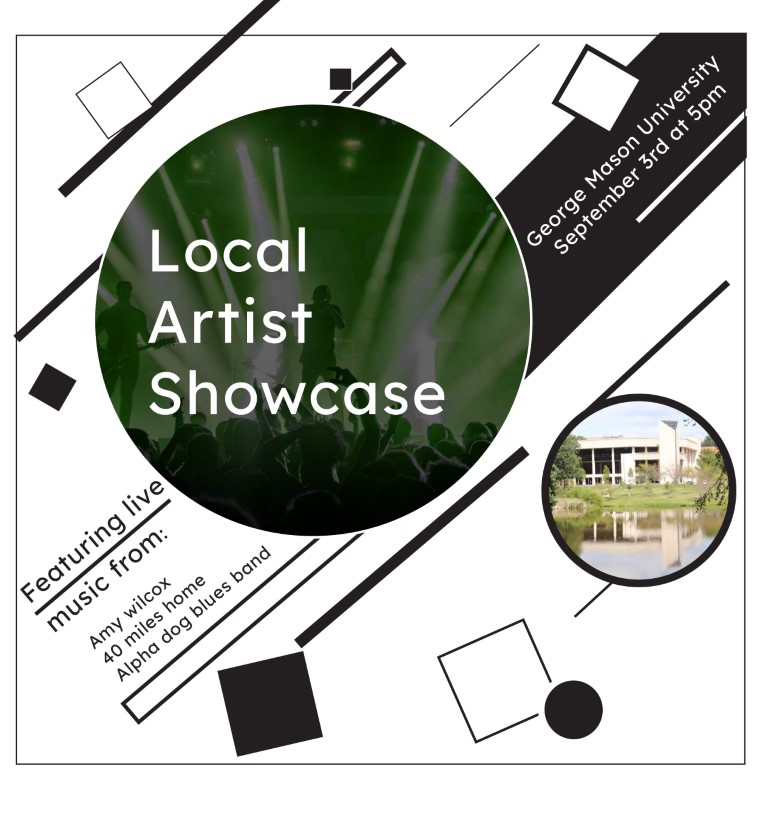 Local
Artist
Showcase
George Mason University
September 3rd at 5pm
Featuring live
music from:
Amy wilcox
40 miles home
Alpha dog blues band